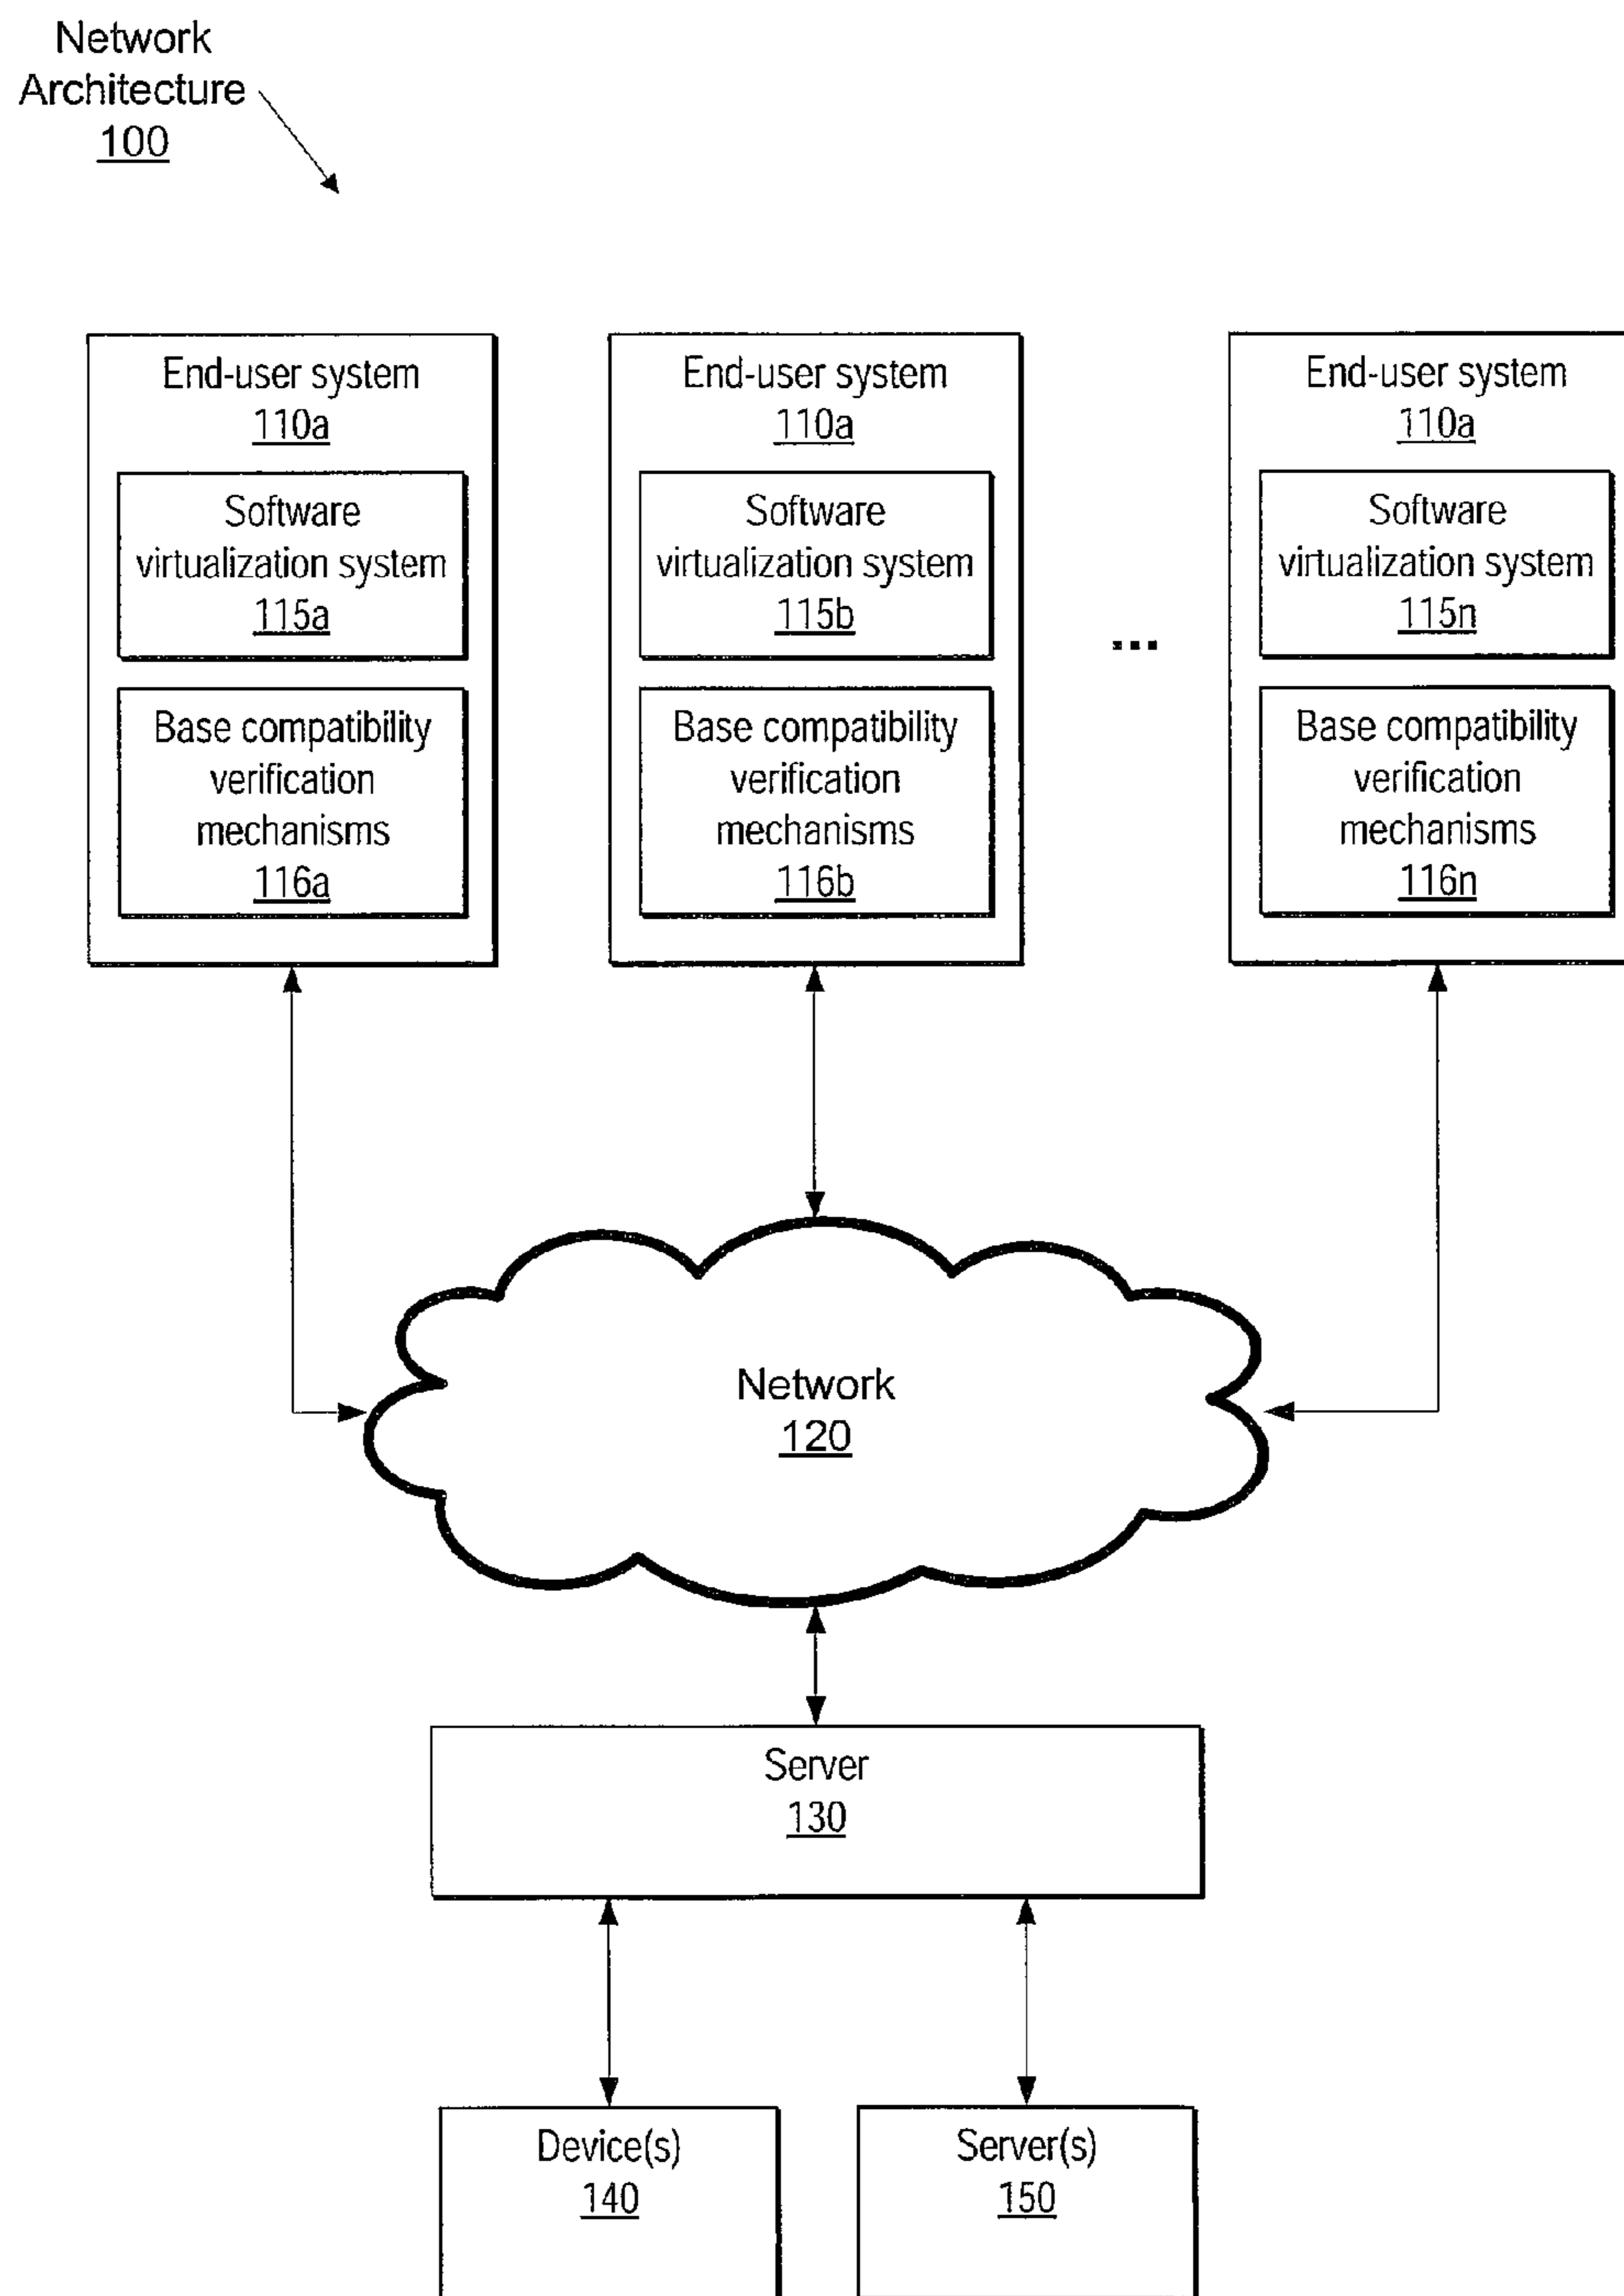 Network
Architecture
100
End-user system
110a
Software
virtualization system
115a
Base compatibility
verification
mechanisms
116a
End-user system
110a
Software
virtualization system
115b
Base compatibility
verification
mechanisms
116b
...
End-user system
110a
Software
virtualization system
115n
Base compatibility
verification
mechanisms
116n
Network
120
Server
130
Device(s)
140
Server(s)
150